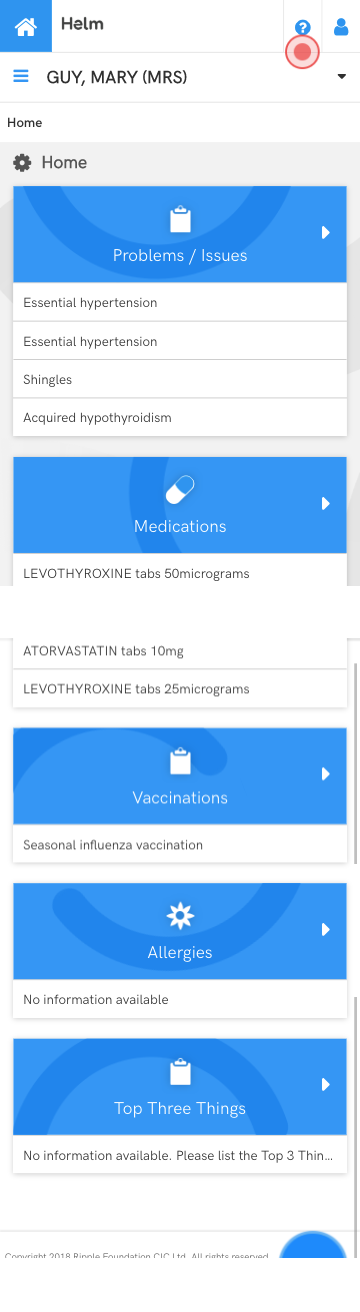 Helm
GUY, MARY (MRS)
Home
Home
Problems / Issues
Essential hypertension
Essential hypertension
Shingles
Acquired hypothyroidism
Medications
LEVOTHYROXINE tabs 50micrograms
ATORVASTATIN tabs 10mg
LEVOTHYROXINE tabs 25micrograms
Vaccinations
Seasonal influenza vaccination
Allergies
No information available
Top Three Things
No information available. Please list the Top 3 Thin...
Copyright 2018 Ripple Foundation CIC Ltd. All rights reserved